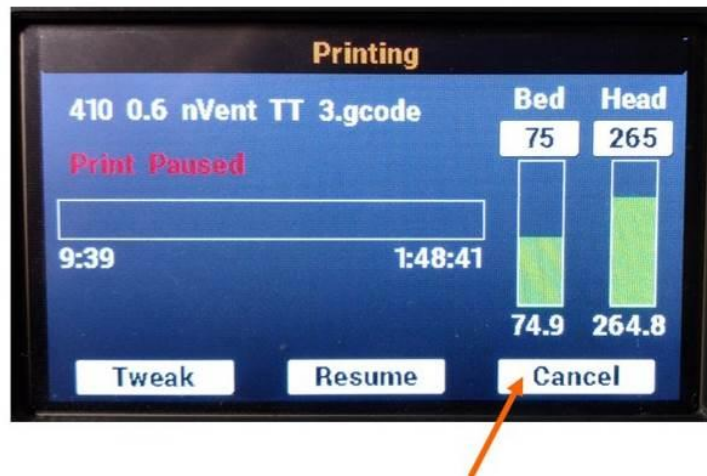 Printing
410 0.6 nVent TT 3.gcode
Bed Head
75 265
Print Paused
9:39 1:48:41
74.9 264.8
Tweak Resume Cancel